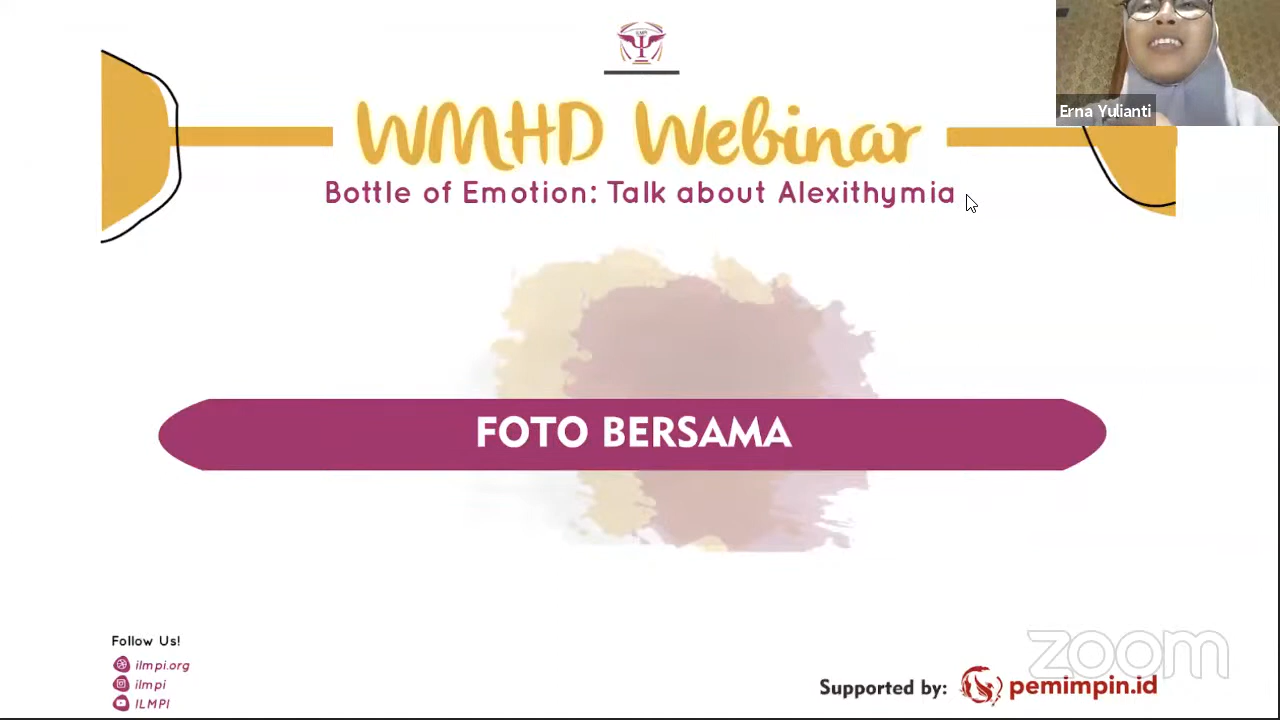 Erna Yulianti
WMHD Webinar
Bottle of Emotion: Talk about Alexithymia
FOTO BERSAMA
Follow Us!
ilmpi.org
ilmpi
ILMPI
Supported by: pemimpin.id
zoom